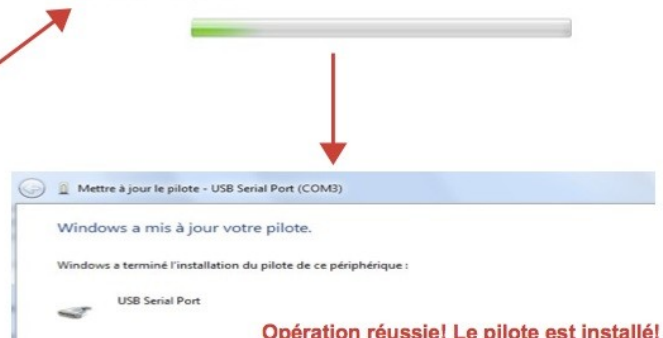 Mettre à jour le pilote - USB Serial Port (COM3)
Windows a mis à jour votre pilote.
Windows a terminé l'installation du pilote de ce périphérique :
USB Serial Port
Opération réussie! Le pilote est installé!